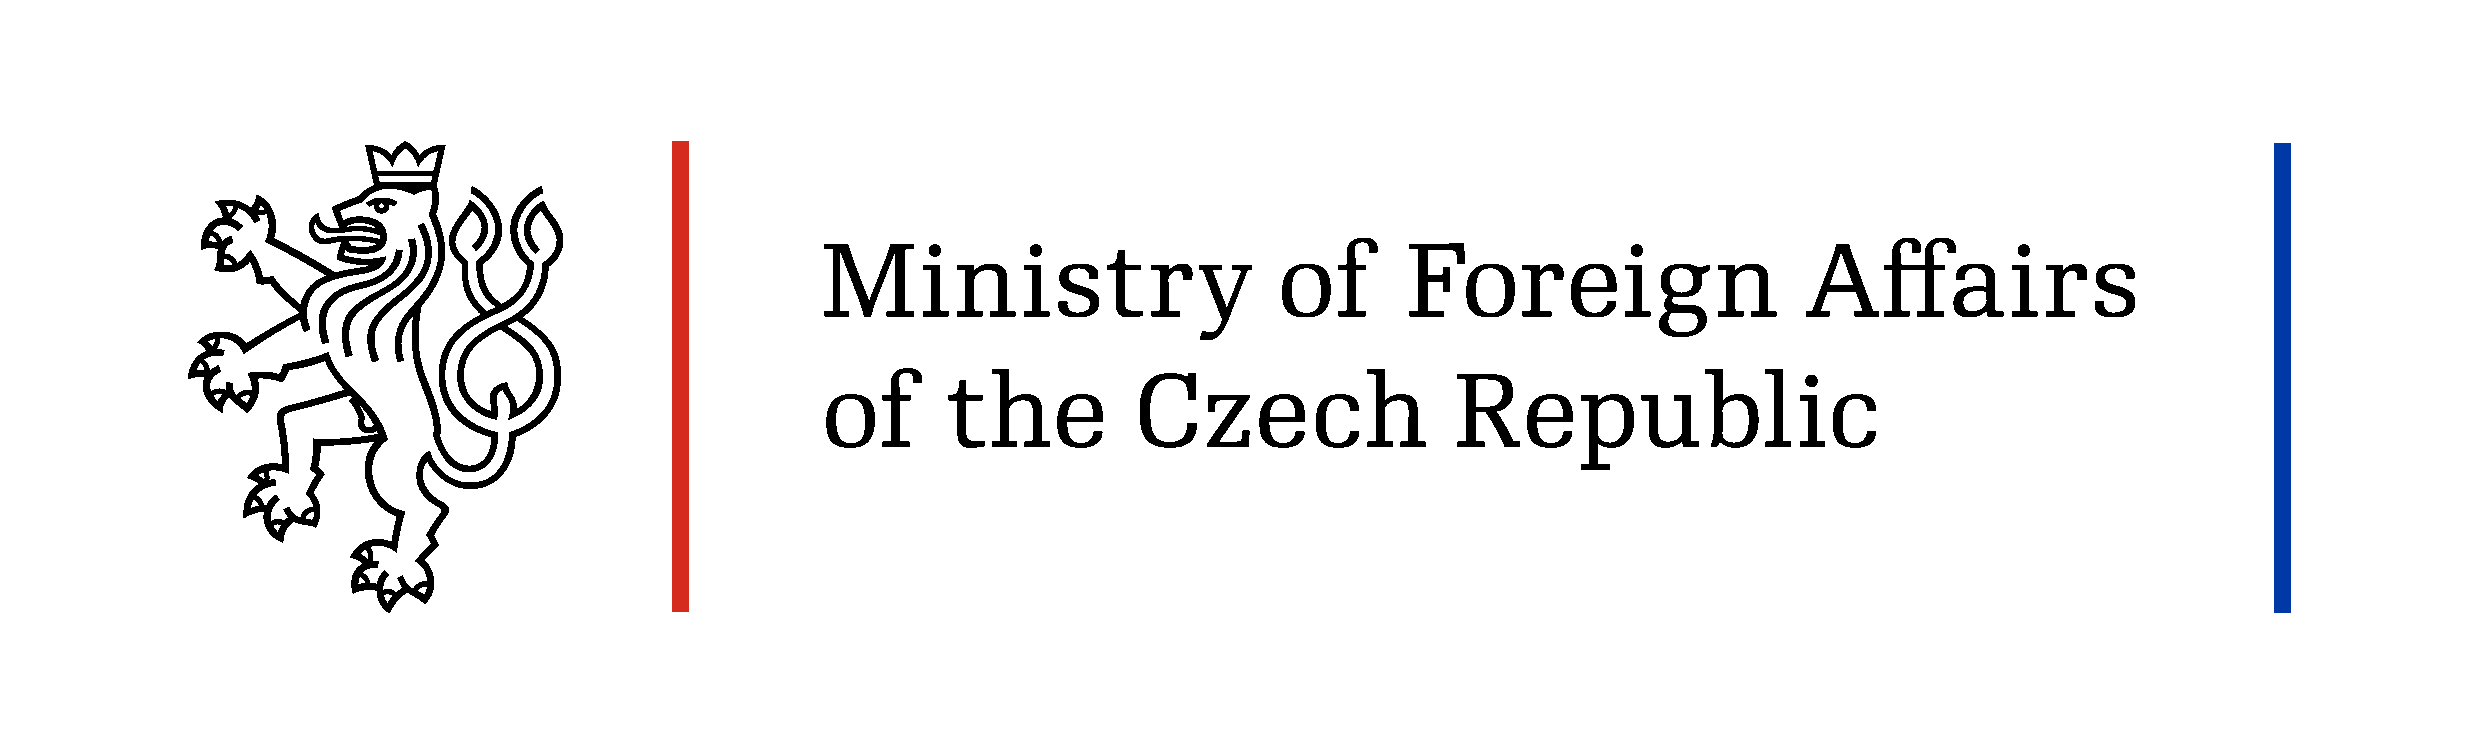 Ministry of Foreign Affairs
of the Czech Republic